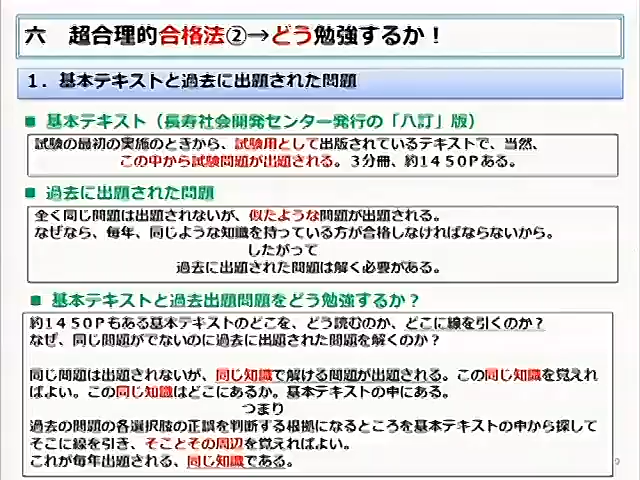 六 超合理的合格法②→どう勉強するか！
１．基本テキストと過去に出題された問題
■ 基本テキスト（長寿社会開発センター発行の「八訂」版）
試験の最初の実施のときから、試験用として出版されているテキストで、当然、
この中から試験問題が出題される。３分冊、約１４５０Ｐある。
■ 過去に出題された問題
全く同じ問題は出題されないが、似たような問題が出題される。
なぜなら、毎年、同じような知識を持っている方が合格しなければならないから。
したがって
過去に出題された問題は解く必要がある。
■ 基本テキストと過去出題問題をどう勉強するか？
約１４５０Ｐもある基本テキストのどこを、どう読むのか、どこに線を引くのか？
なぜ、同じ問題がでないのに過去に出題された問題を解くのか？
同じ問題は出題されないが、同じ知識で解ける問題が出題される。この同じ知識を覚えれ
ばよい。この同じ知識はどこにあるか。基本テキストの中にある。
つまり
過去の問題の各選択肢の正誤を判断する根拠になるところを基本テキストの中から探して
そこに線を引き、そことその周辺を覚えればよい。
これが毎年出題される、同じ知識である。
9